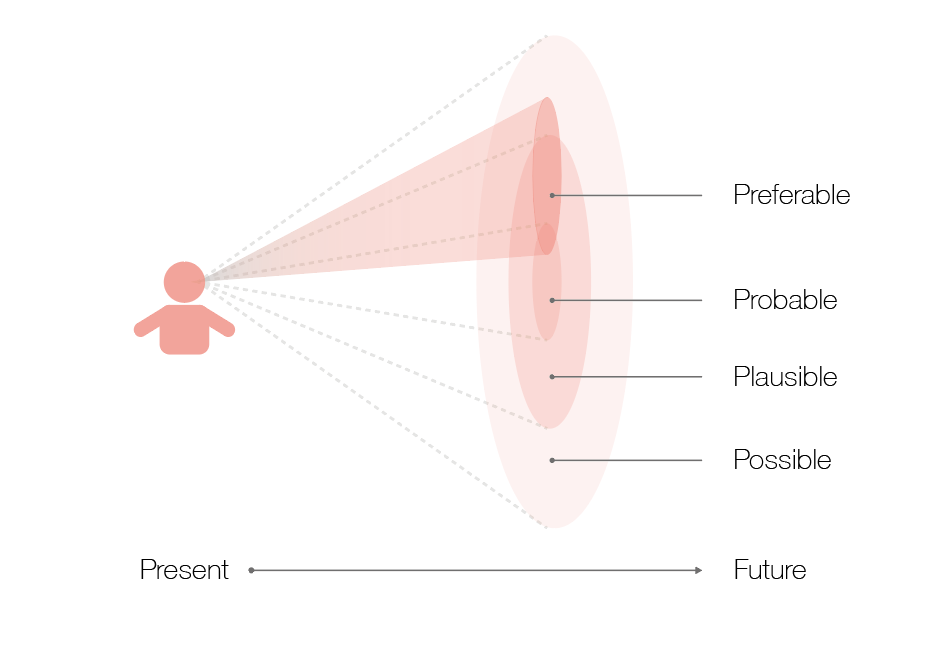 Preferable
Probable
Plausible
Possible
Present
Future